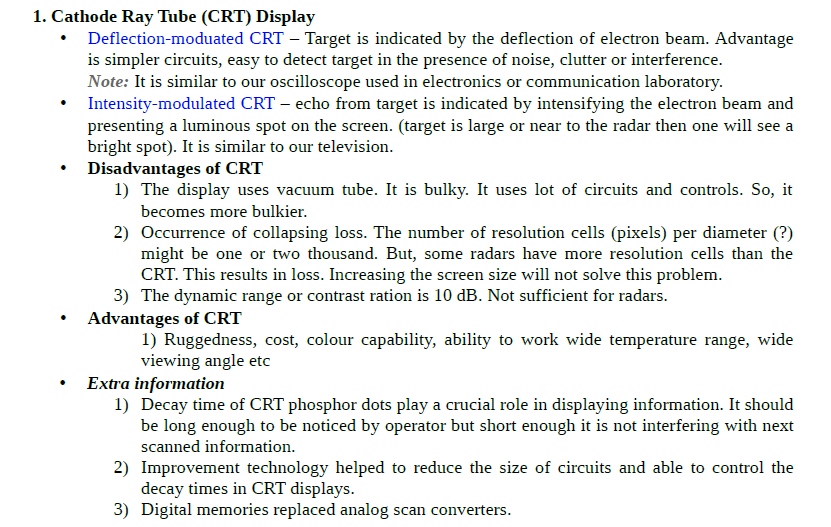 1. Cathode Ray Tube (CRT) Display
• Deflection-moduated CRT – Target is indicated by the deflection of electron beam. Advantage
is simpler circuits, easy to detect target in the presence of noise, clutter or interference.
Note: It is similar to our oscilloscope used in electronics or communication laboratory.
• Intensity-modulated CRT – echo from target is indicated by intensifying the electron beam and
presenting a luminous spot on the screen. (target is large or near to the radar then one will see a
bright spot). It is similar to our television.
• Disadvantages of CRT
1) The display uses vacuum tube. It is bulky. It uses lot of circuits and controls. So, it
becomes more bulkier.
2) Occurrence of collapsing loss. The number of resolution cells (pixels) per diameter (?)
might be one or two thousand. But, some radars have more resolution cells than the
CRT. This results in loss. Increasing the screen size will not solve this problem.
3) The dynamic range or contrast ration is 10 dB. Not sufficient for radars.
• Advantages of CRT
1) Ruggedness, cost, colour capability, ability to work wide temperature range, wide
viewing angle etc
• Extra information
1) Decay time of CRT phosphor dots play a crucial role in displaying information. It should
be long enough to be noticed by operator but short enough it is not interfering with next
scanned information.
2) Improvement technology helped to reduce the size of circuits and able to control the
decay times in CRT displays.
3) Digital memories replaced analog scan converters.